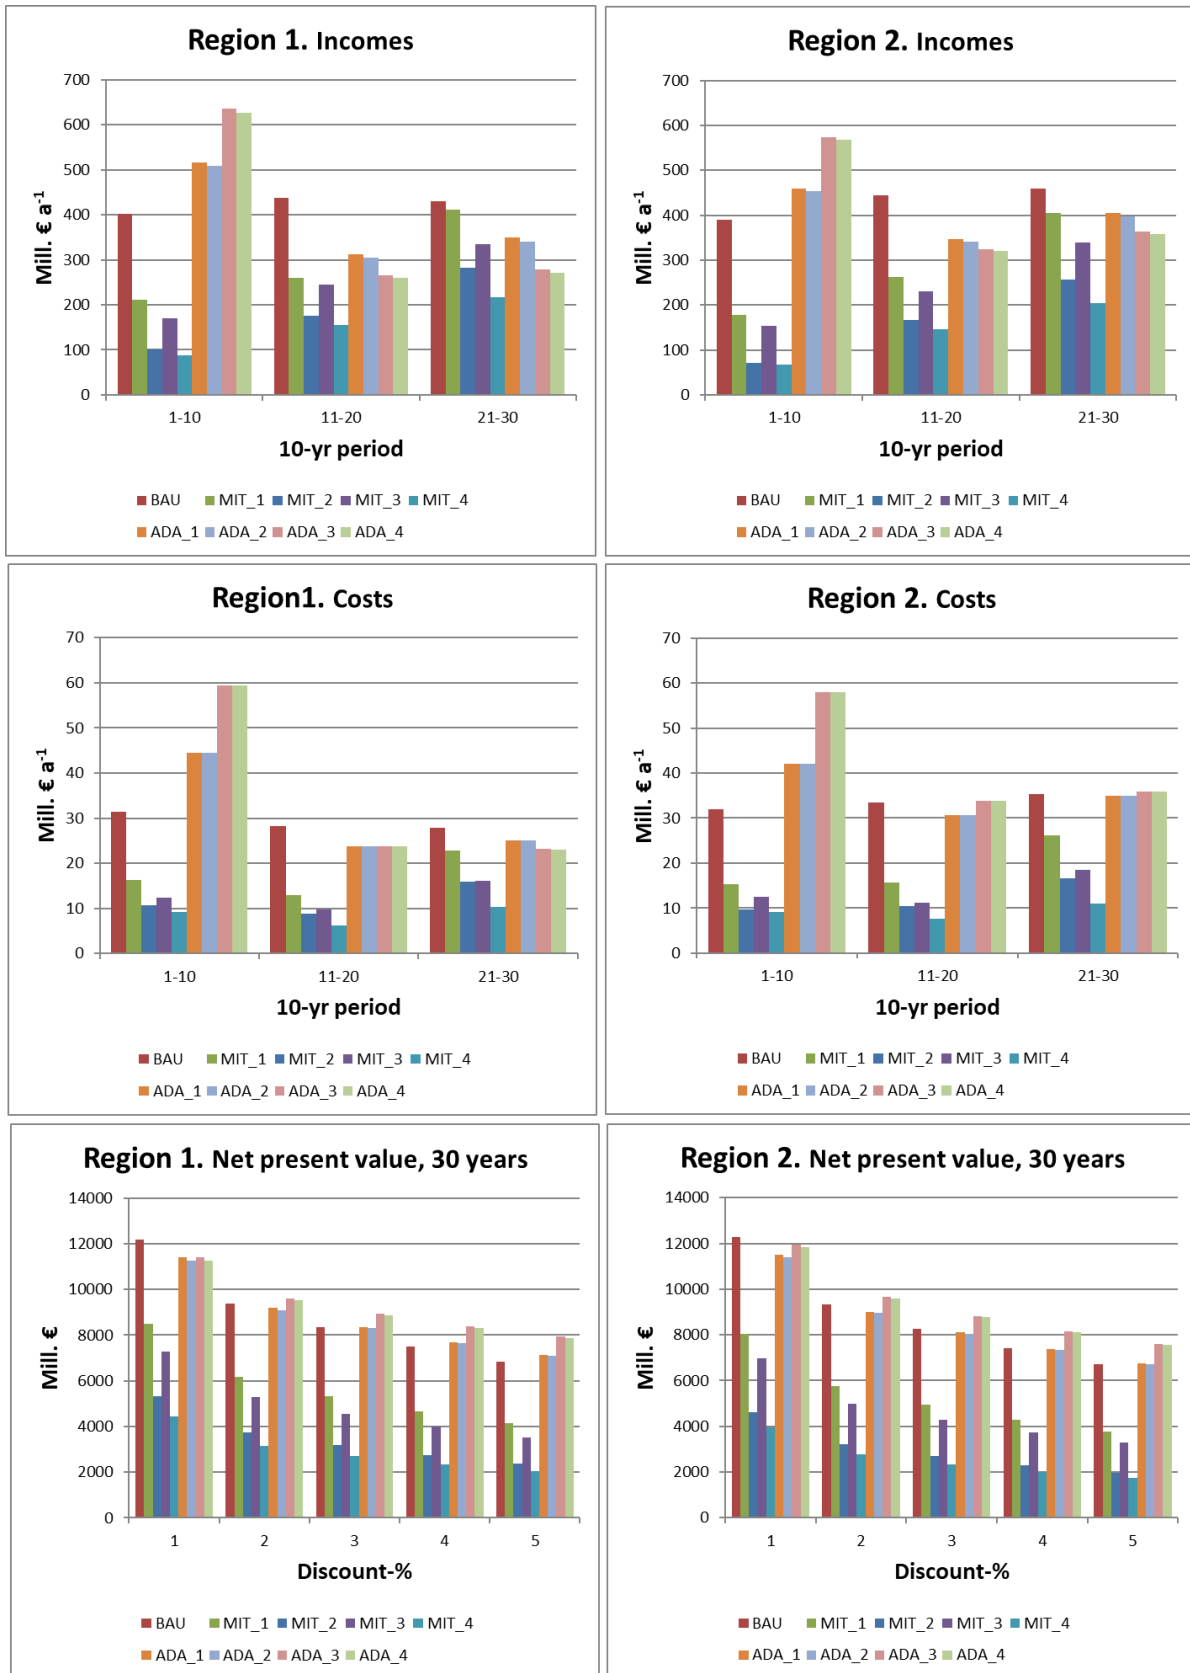 Region 1. Incomes
700
600
500
400
300
200
100
0
Mill. € a-1
1-10 11-20 21-30
10-yr period
BAU MIT_1 MIT_2 MIT_3 MIT_4
ADA_1 ADA_2 ADA_3 ADA_4
Region 2. Incomes
700
600
500
400
300
200
100
0
Mill. € a-1
1-10 11-20 21-30
10-yr period
BAU MIT_1 MIT_2 MIT_3 MIT_4
ADA_1 ADA_2 ADA_3 ADA_4
Region1. Costs
70
60
50
40
30
20
10
0
Mill. € a-1
1-10 11-20 21-30
10-yr period
BAU MIT_1 MIT_2 MIT_3 MIT_4
ADA_1 ADA_2 ADA_3 ADA_4
Region 2. Costs
70
60
50
40
30
20
10
0
Mill. € a-1
1-10 11-20 21-30
10-yr period
BAU MIT_1 MIT_2 MIT_3 MIT_4
ADA_1 ADA_2 ADA_3 ADA_4
Region 1. Net present value, 30 years
14000
12000
10000
8000
6000
4000
2000
0
Mill. €
1 2 3 4 5
Discount-%
BAU MIT_1 MIT_2 MIT_3 MIT_4
ADA_1 ADA_2 ADA_3 ADA_4
Region 2. Net present value, 30 years
14000
12000
10000
8000
6000
4000
2000
0
Mill. €
1 2 3 4 5
Discount-%
BAU MIT_1 MIT_2 MIT_3 MIT_4
ADA_1 ADA_2 ADA_3 ADA_4